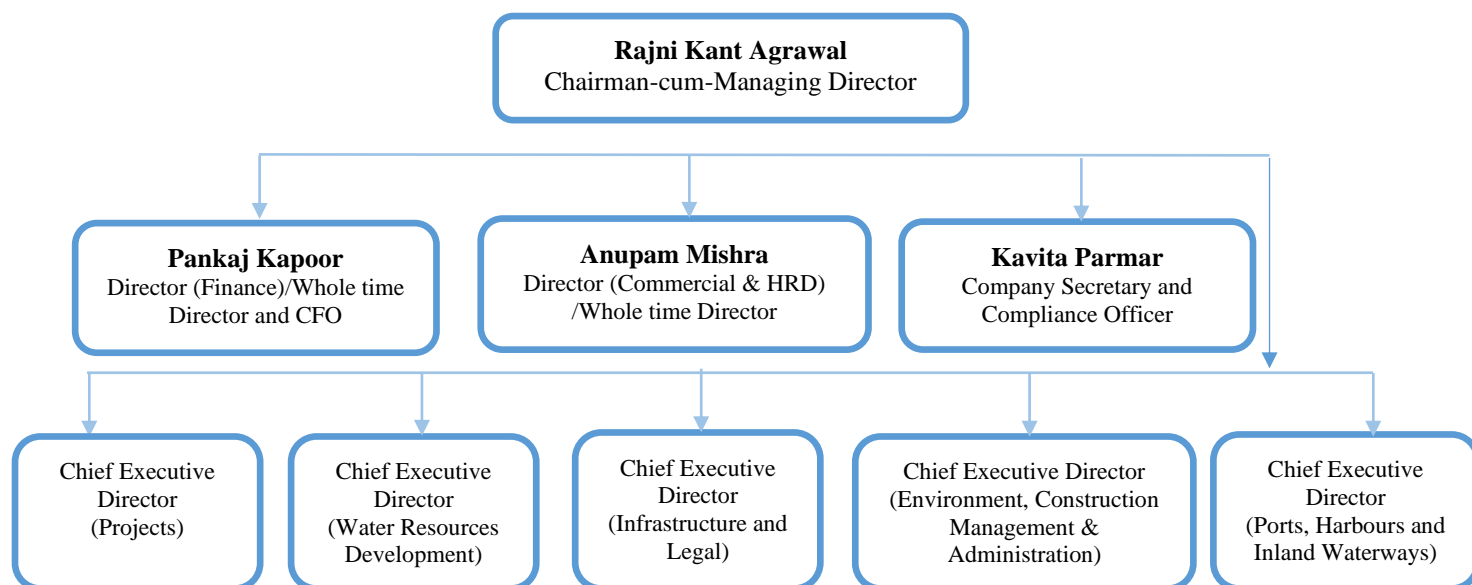 Rajni Kant Agrawal
Chairman-cum-Managing Director
Pankaj Kapoor
Director (Finance)/Whole time
Director and CFO
Anupam Mishra
Director (Commercial & HRD)
/Whole time Director
Kavita Parmar
Company Secretary and
Compliance Officer
Chief Executive
Director
(Projects)
Chief Executive
Director
(Water Resources
Development)
Chief Executive
Director
(Infrastructure and
Legal)
Chief Executive Director
(Environment, Construction
Management &
Administration)
Chief Executive
Director
(Ports, Harbours and
Inland Waterways)